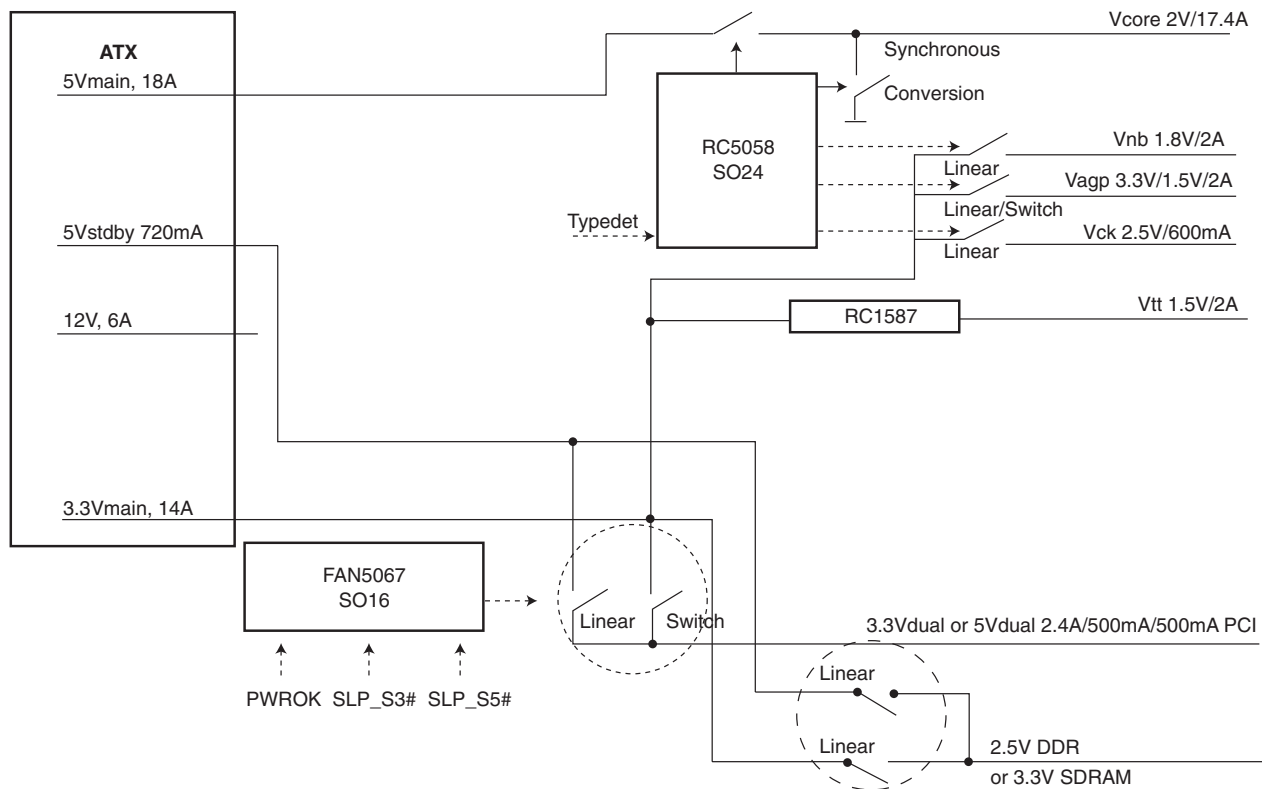 Vcore 2V/17.4A
ATX
Synchronous
5Vmain, 18A
Conversion
RC5058
SO24
Vnb 1.8V/2A
Linear
Vagp 3.3V/1.5V/2A
Linear/Switch
Typedet
5Vstdby 720mA
Vck 2.5V/600mA
Linear
12V, 6A
RC1587
Vtt 1.5V/2A
3.3Vmain, 14A
FAN5067
SO16
Linear
Switch
3.3Vdual or 5Vdual 2.4A/500mA/500mA PCI
PWROK SLP_S3# SLP_S5#
Linear
Linear
2.5V DDR
or 3.3V SDRAM